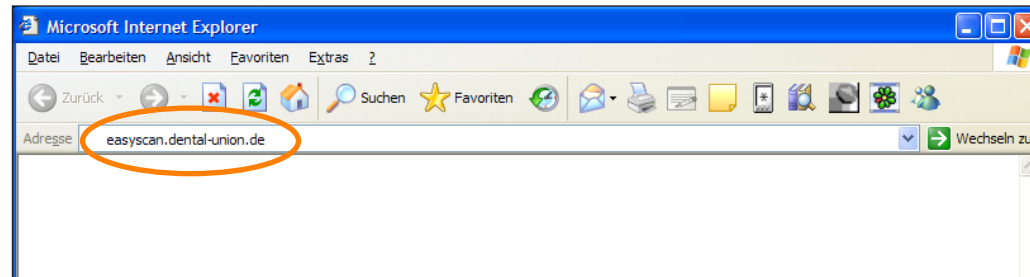 Microsoft Internet Explorer
Datei Bearbeiten Ansicht Favoriten Extras ?
Zurück Suchen Favoriten
Adresse easyscan.dental-union.de Wechseln zu